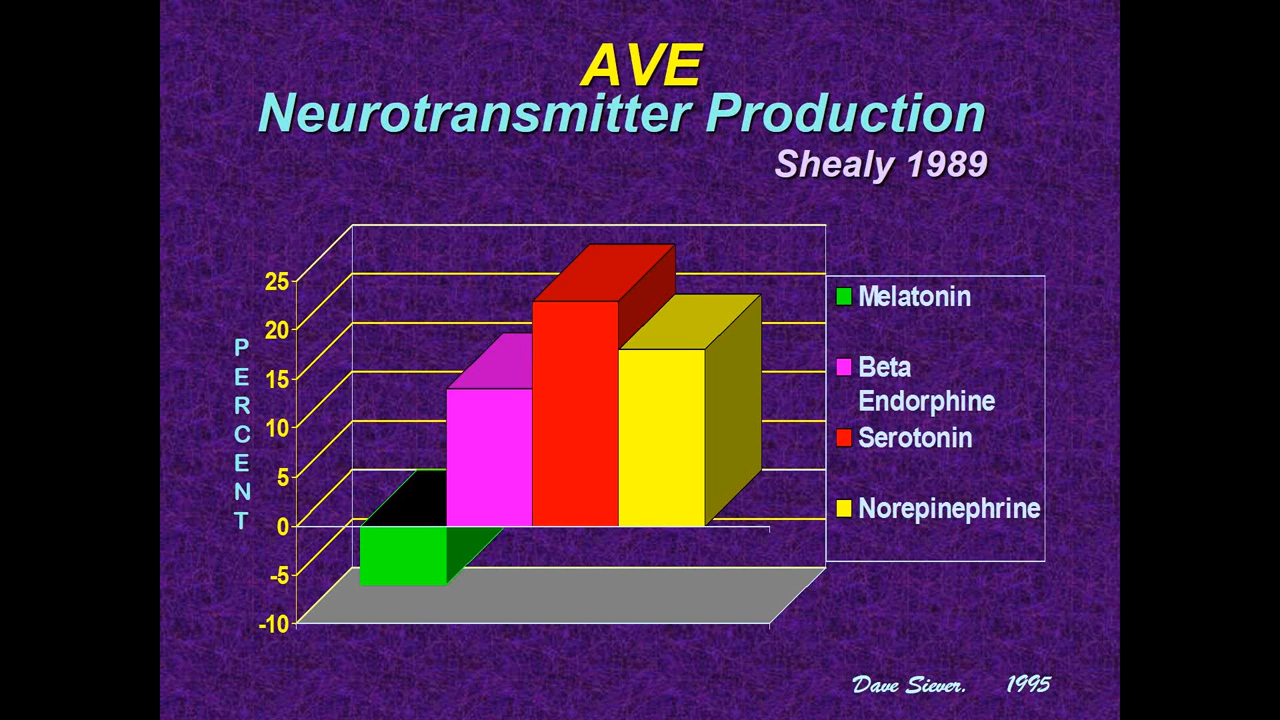 AVE
Neurotransmitter Production
Shealy 1989
25
20
15
10
5
0
-5
-10
PERCENT
Melatonin
Beta
Endorphine
Serotonin
Norepinephrine
Dave Siever. 1995